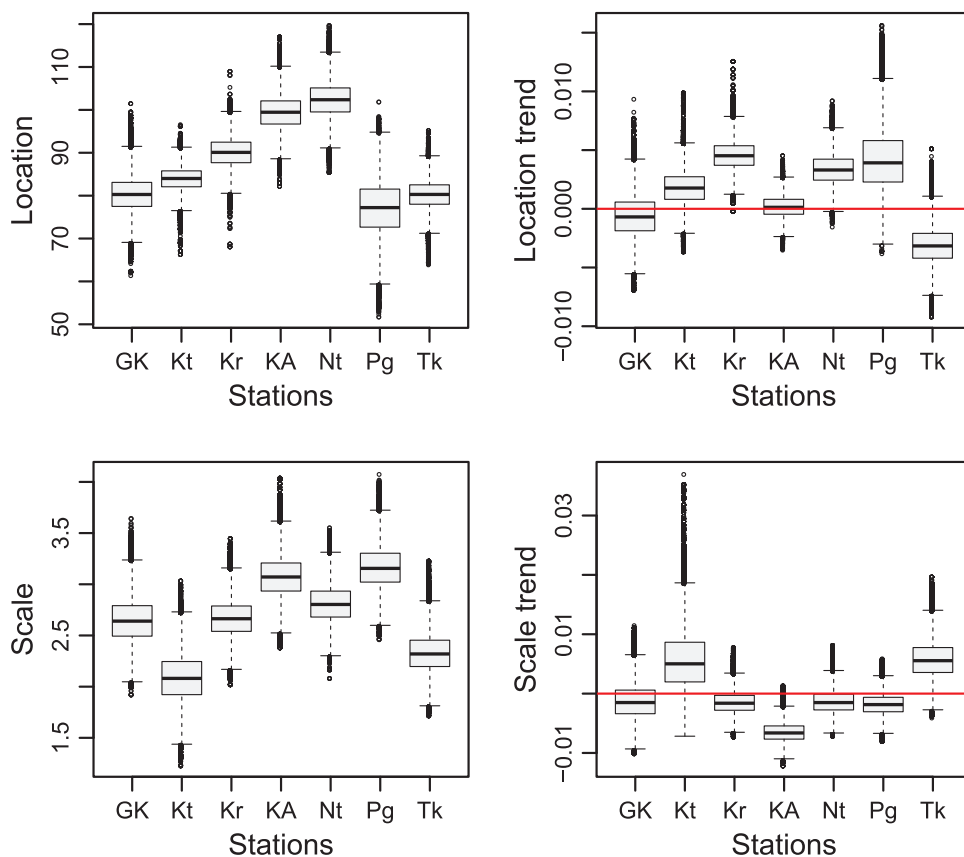 Location
110
90
70
50
GK Kt Kr KA Nt Pg Tk
Stations
Location trend
0.010
0.000
−0.010
GK Kt Kr KA Nt Pg Tk
Stations
Scale
3.5
2.5
1.5
GK Kt Kr KA Nt Pg Tk
Stations
Scale trend
0.03
0.01
−0.01
GK Kt Kr KA Nt Pg Tk
Stations